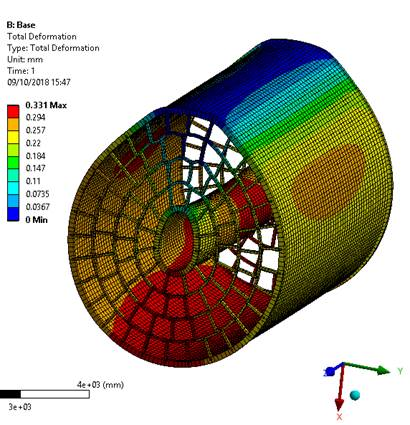 B: Base
Total Deformation
Type: Total Deformation
Unit: mm
Time: 1
09/10/2018 15:47
0.331 Max
0.294
0.257
0.22
0.184
0.147
0.11
0.0735
0.0367
0 Min
4e+03 (mm)
3e+03
Z
Y
X